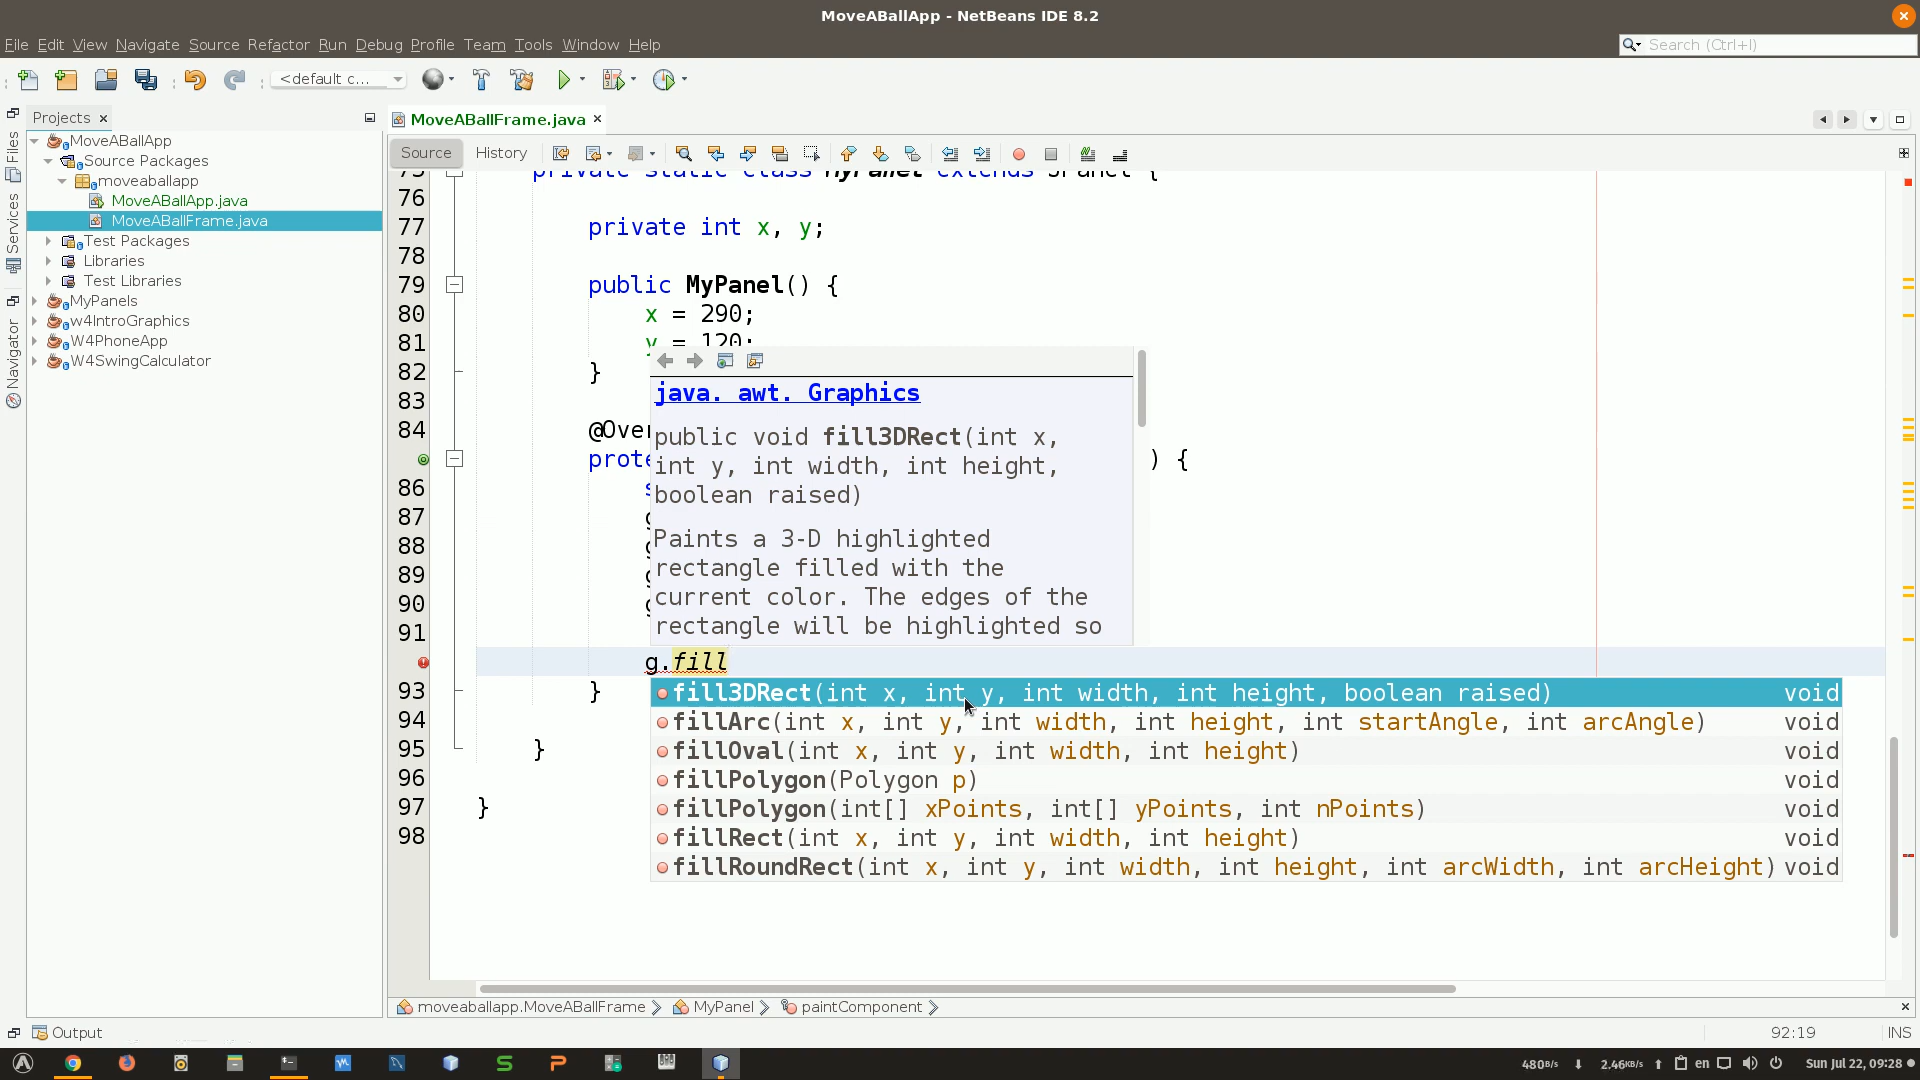 MoveABallApp - NetBeans IDE 8.2
File Edit View Navigate Source Refactor Run Debug Profile Team Tools Window Help
Search (Ctrl+I)
<default c...
Projects
MoveABallFrame.java
Files
Services
Navigator
MoveABallApp
Source Packages
moveaballapp
MoveABallApp.java
MoveABallFrame.java
Test Packages
Libraries
Test Libraries
MyPanels
w4IntroGraphics
W4PhoneApp
W4SwingCalculator
Source History
75 private static class MyPanel extends JPanel {
76
77 private int x, y;
78
79 public MyPanel() {
80 x = 290;
81 y = 120;
82 }
83
84 @Over
prote ) {
86
87
88
89
90
91
g.fill
93 }
94
95 }
96
97 }
98
java. awt. Graphics
public void fill3DRect(int x,
int y, int width, int height,
boolean raised)
Paints a 3-D highlighted
rectangle filled with the
current color. The edges of the
rectangle will be highlighted so
fill3DRect(int x, int y, int width, int height, boolean raised) void
fillArc(int x, int y, int width, int height, int startAngle, int arcAngle) void
fillOval(int x, int y, int width, int height) void
fillPolygon(Polygon p) void
fillPolygon(int[] xPoints, int[] yPoints, int nPoints) void
fillRect(int x, int y, int width, int height) void
fillRoundRect(int x, int y, int width, int height, int arcWidth, int arcHeight) void
moveaballapp.MoveABallFrame MyPanel paintComponent
Output
92:19 INS
480B/s 2.46KB/s en Sun Jul 22, 09:28